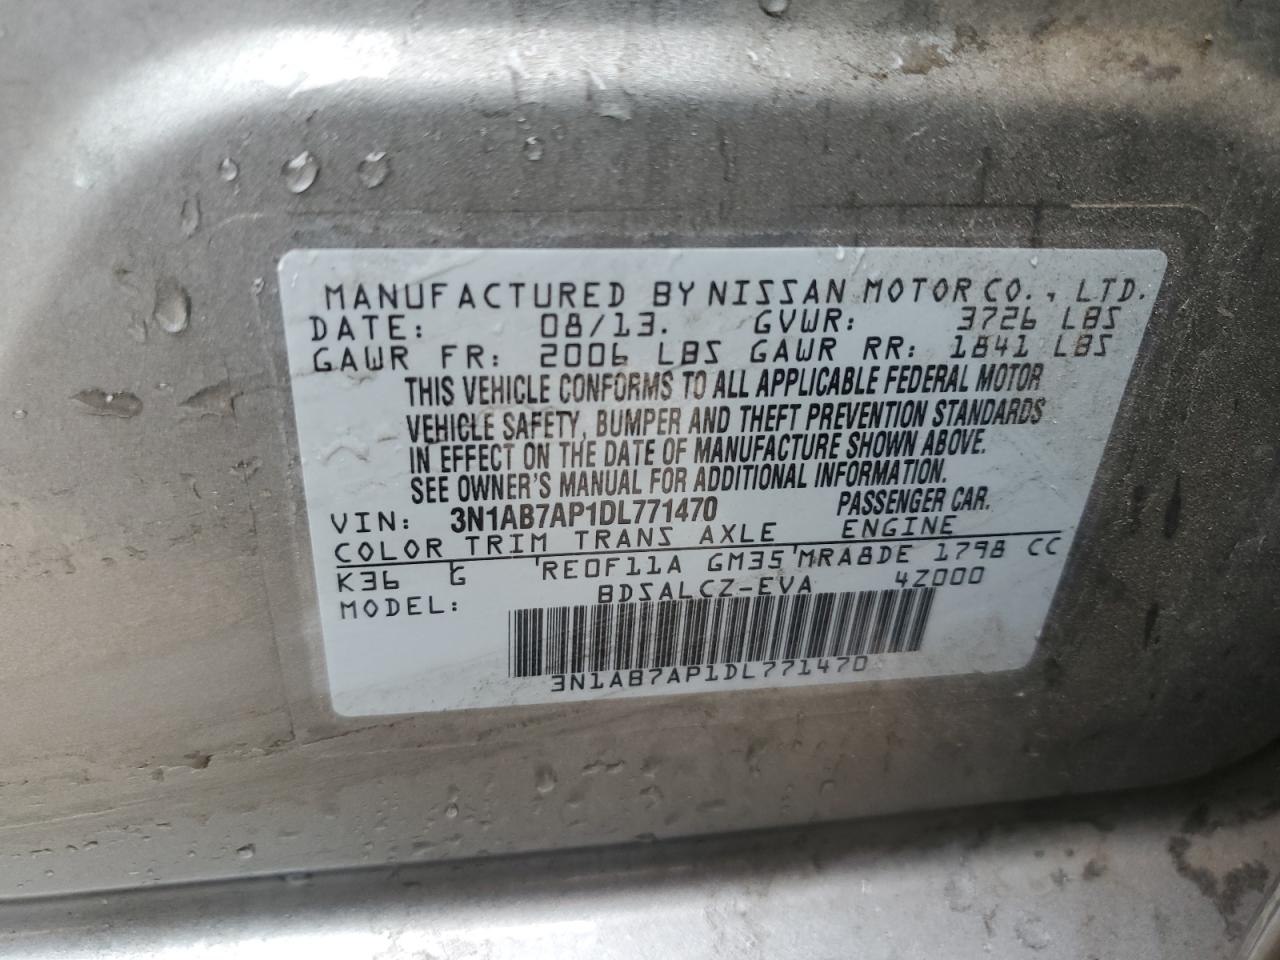 MANUFACTURED BY NISSAN MOTOR CO., LTD.
DATE: 08/13. GVWR: 3726 LBS
GAWR FR: 2006 LBS GAWR RR: 1841 LBS
THIS VEHICLE CONFORMS TO ALL APPLICABLE FEDERAL MOTOR
VEHICLE SAFETY, BUMPER AND THEFT PREVENTION STANDARDS
IN EFFECT ON THE DATE OF MANUFACTURE SHOWN ABOVE.
SEE OWNER'S MANUAL FOR ADDITIONAL INFORMATION.
VIN: 3N1AB7AP1DL771470 PASSENGER CAR.
COLOR TRIM TRANS AXLE ENGINE
K36 G RE0F11A GM35 MRA8DE 1798 CC
MODEL: BDSALCZ-EVA 4Z000
3N1AB7AP1DL771470